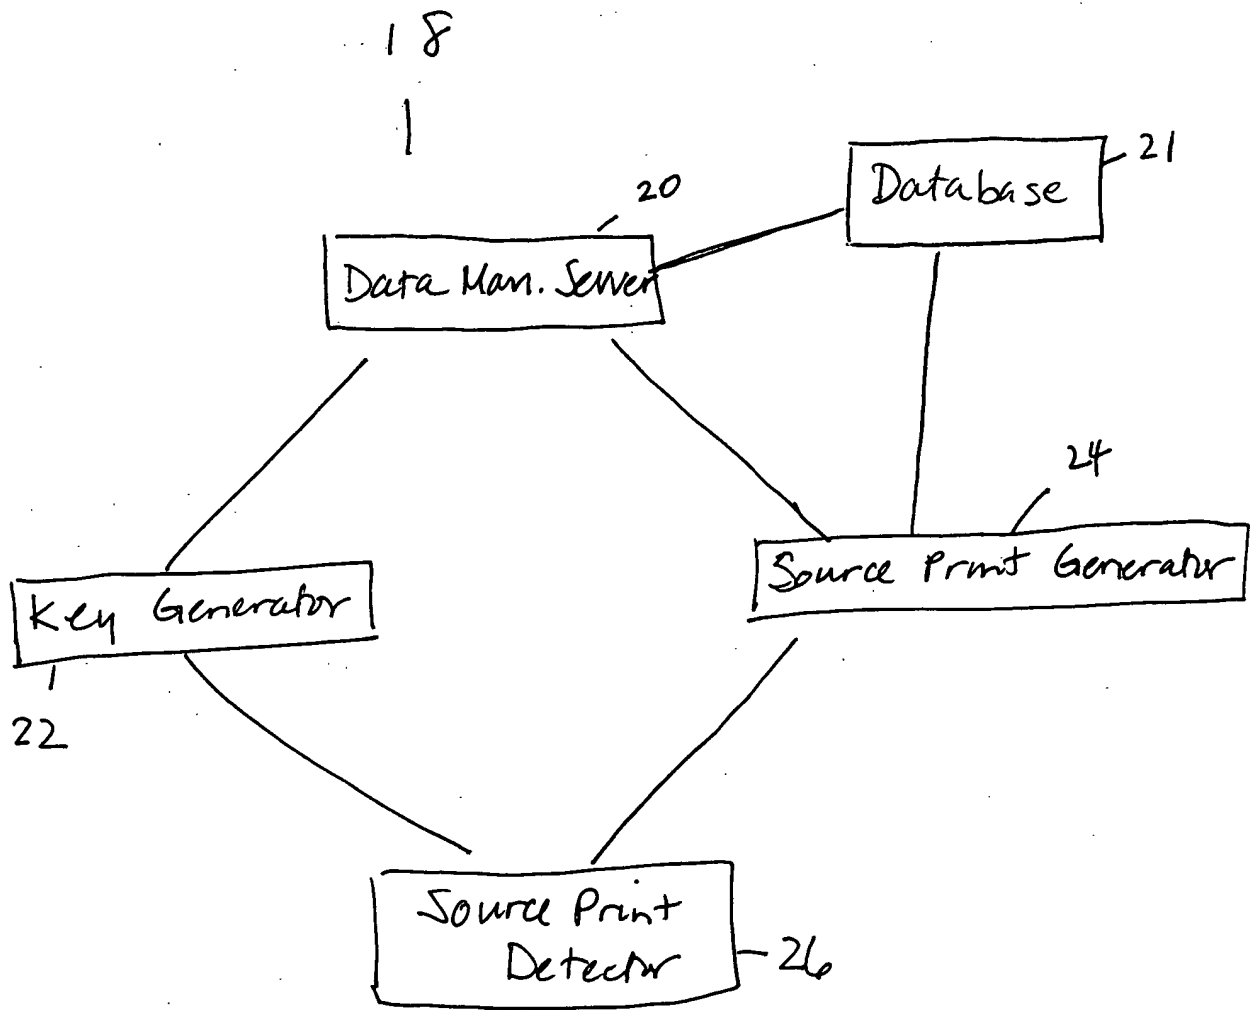 18
20
21
Database
Data Man. Server
24
Source Print Generator
Key Generator
22
Source Print
Detector
26